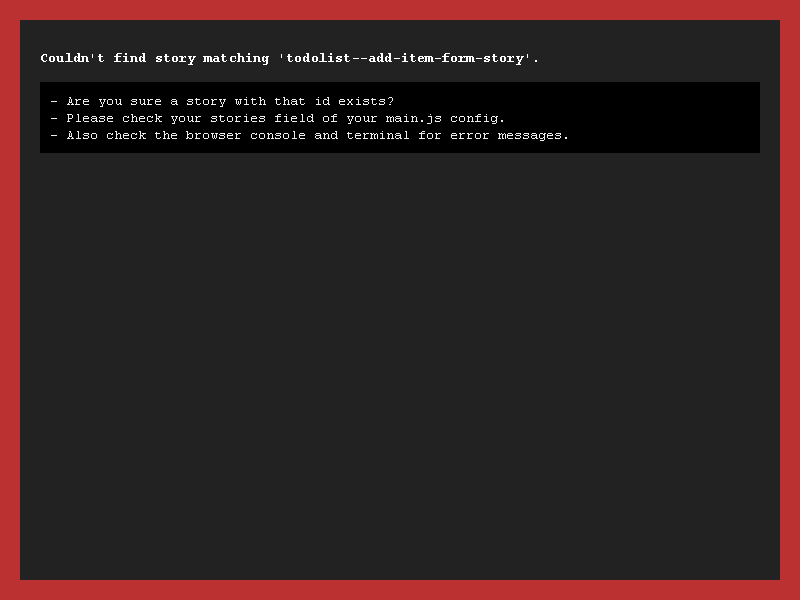 Couldn't find story matching 'todolist--add-item-form-story'.
- Are you sure a story with that id exists?
- Please check your stories field of your main.js config.
- Also check the browser console and terminal for error messages.